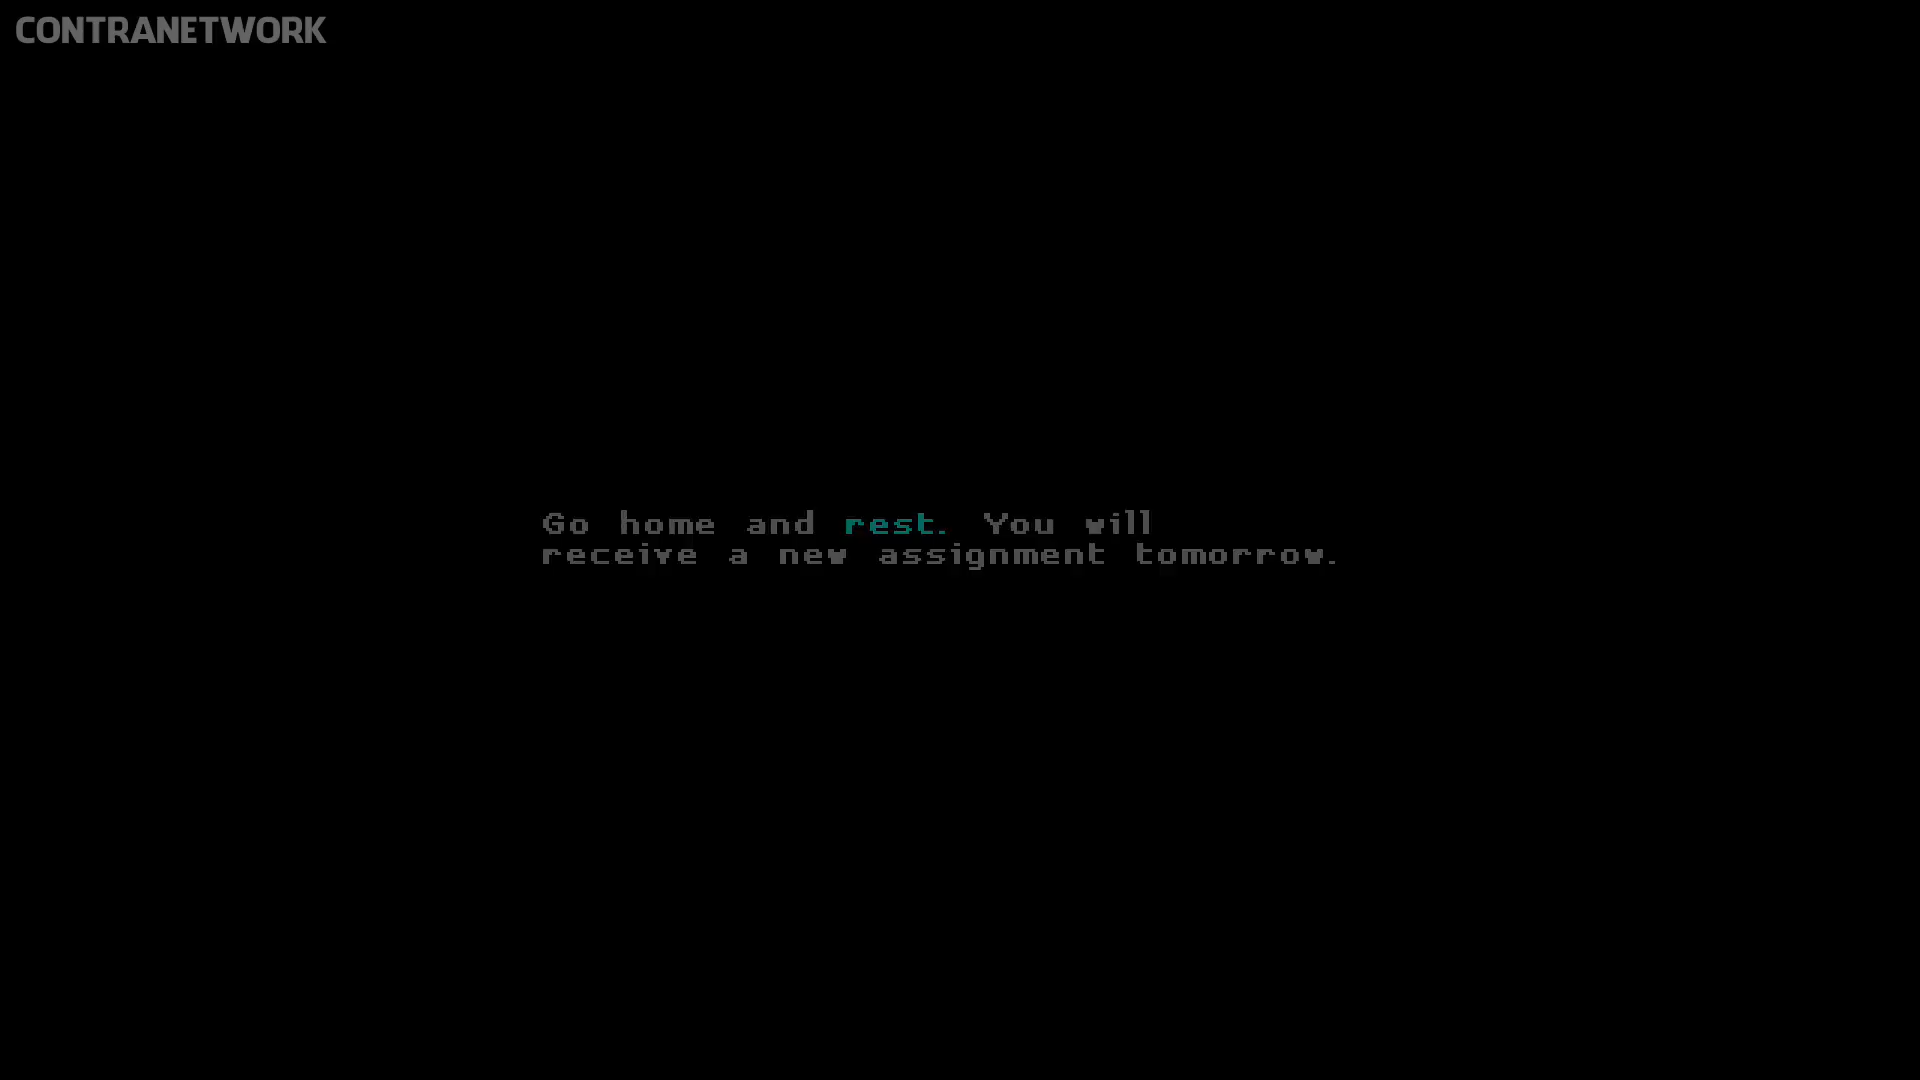 CONTRANETWORK
Go home and rest. You will
receive a new assignment tomorrow.